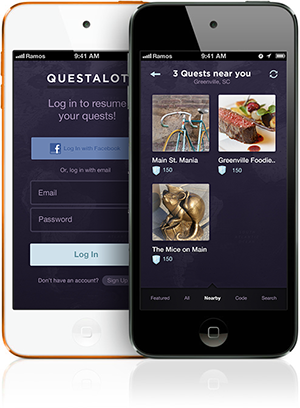 Ramos
9:41 AM
QUESTALOT
Log in to resume
your quests!
Log In with Facebook
Or, log in with email
Email
Password
Log In
Don't have an account? Sign Up
Ramos 9:41 AM
3 Quests near you
Greenville, SC
Main St. Mania
150
Greenville Foodie..
150
The Mice on Main
150
Featured All Nearby Code Search